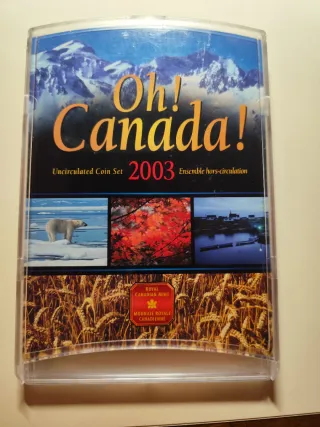 Oh!
Canada!
Uncirculated Coin Set 2003 Ensemble hors-circulation
ROYAL
CANADIAN MINT
MONNAIE ROYALE
CANADIENNE